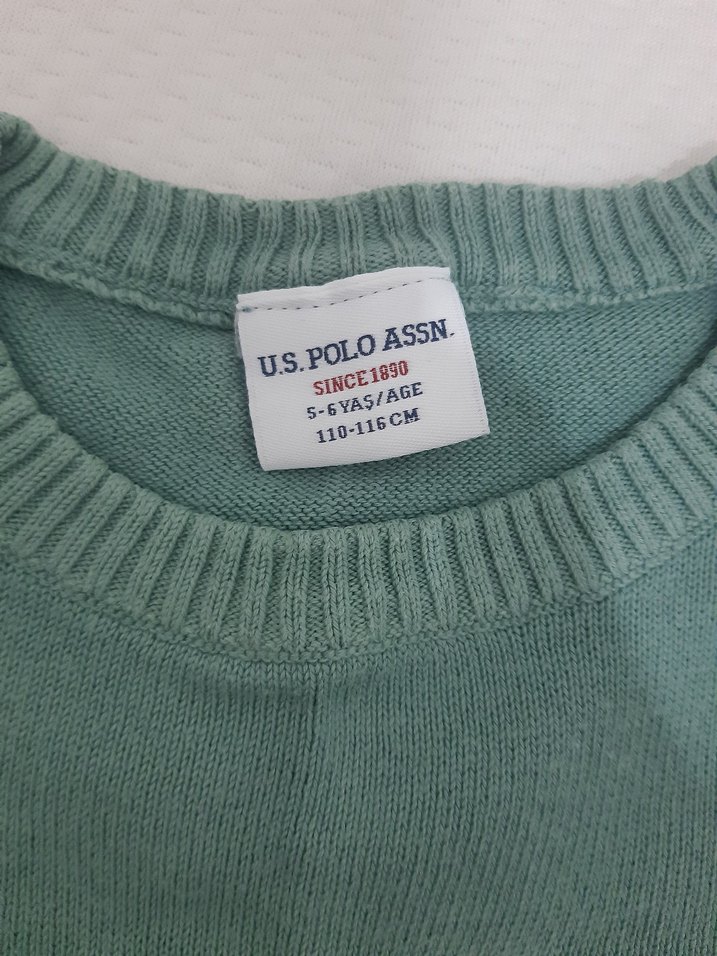 U.S. POLO ASSN.
SINCE 1890
5-6 YAŞ/AGE
110-116 CM